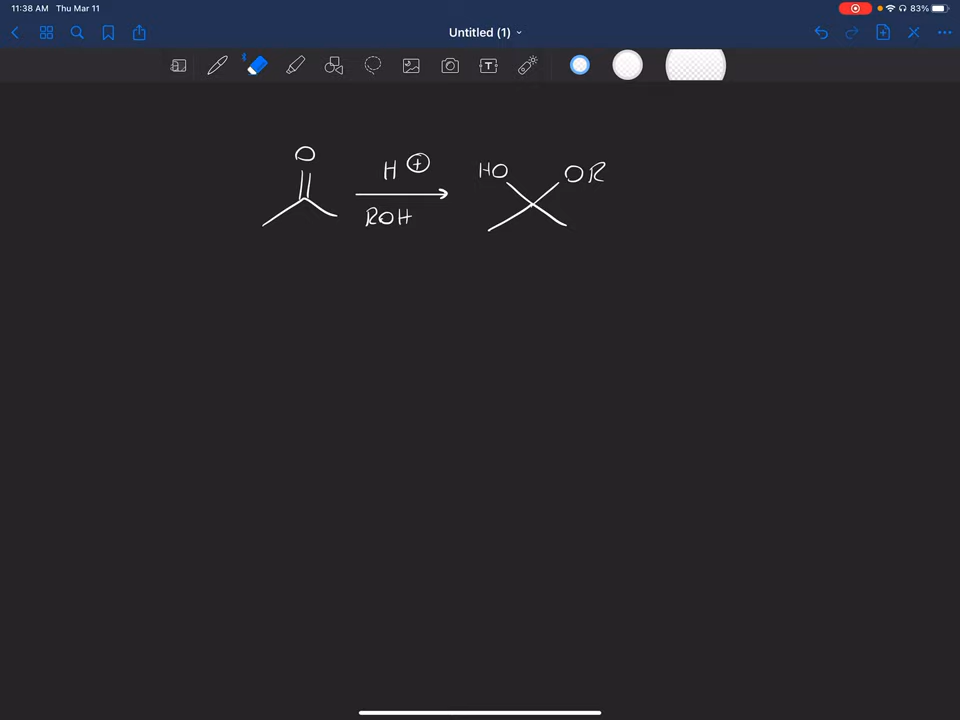 11:38 AM Thu Mar 11
83%
Untitled (1)
T
O
H +
HO
OR
ROH